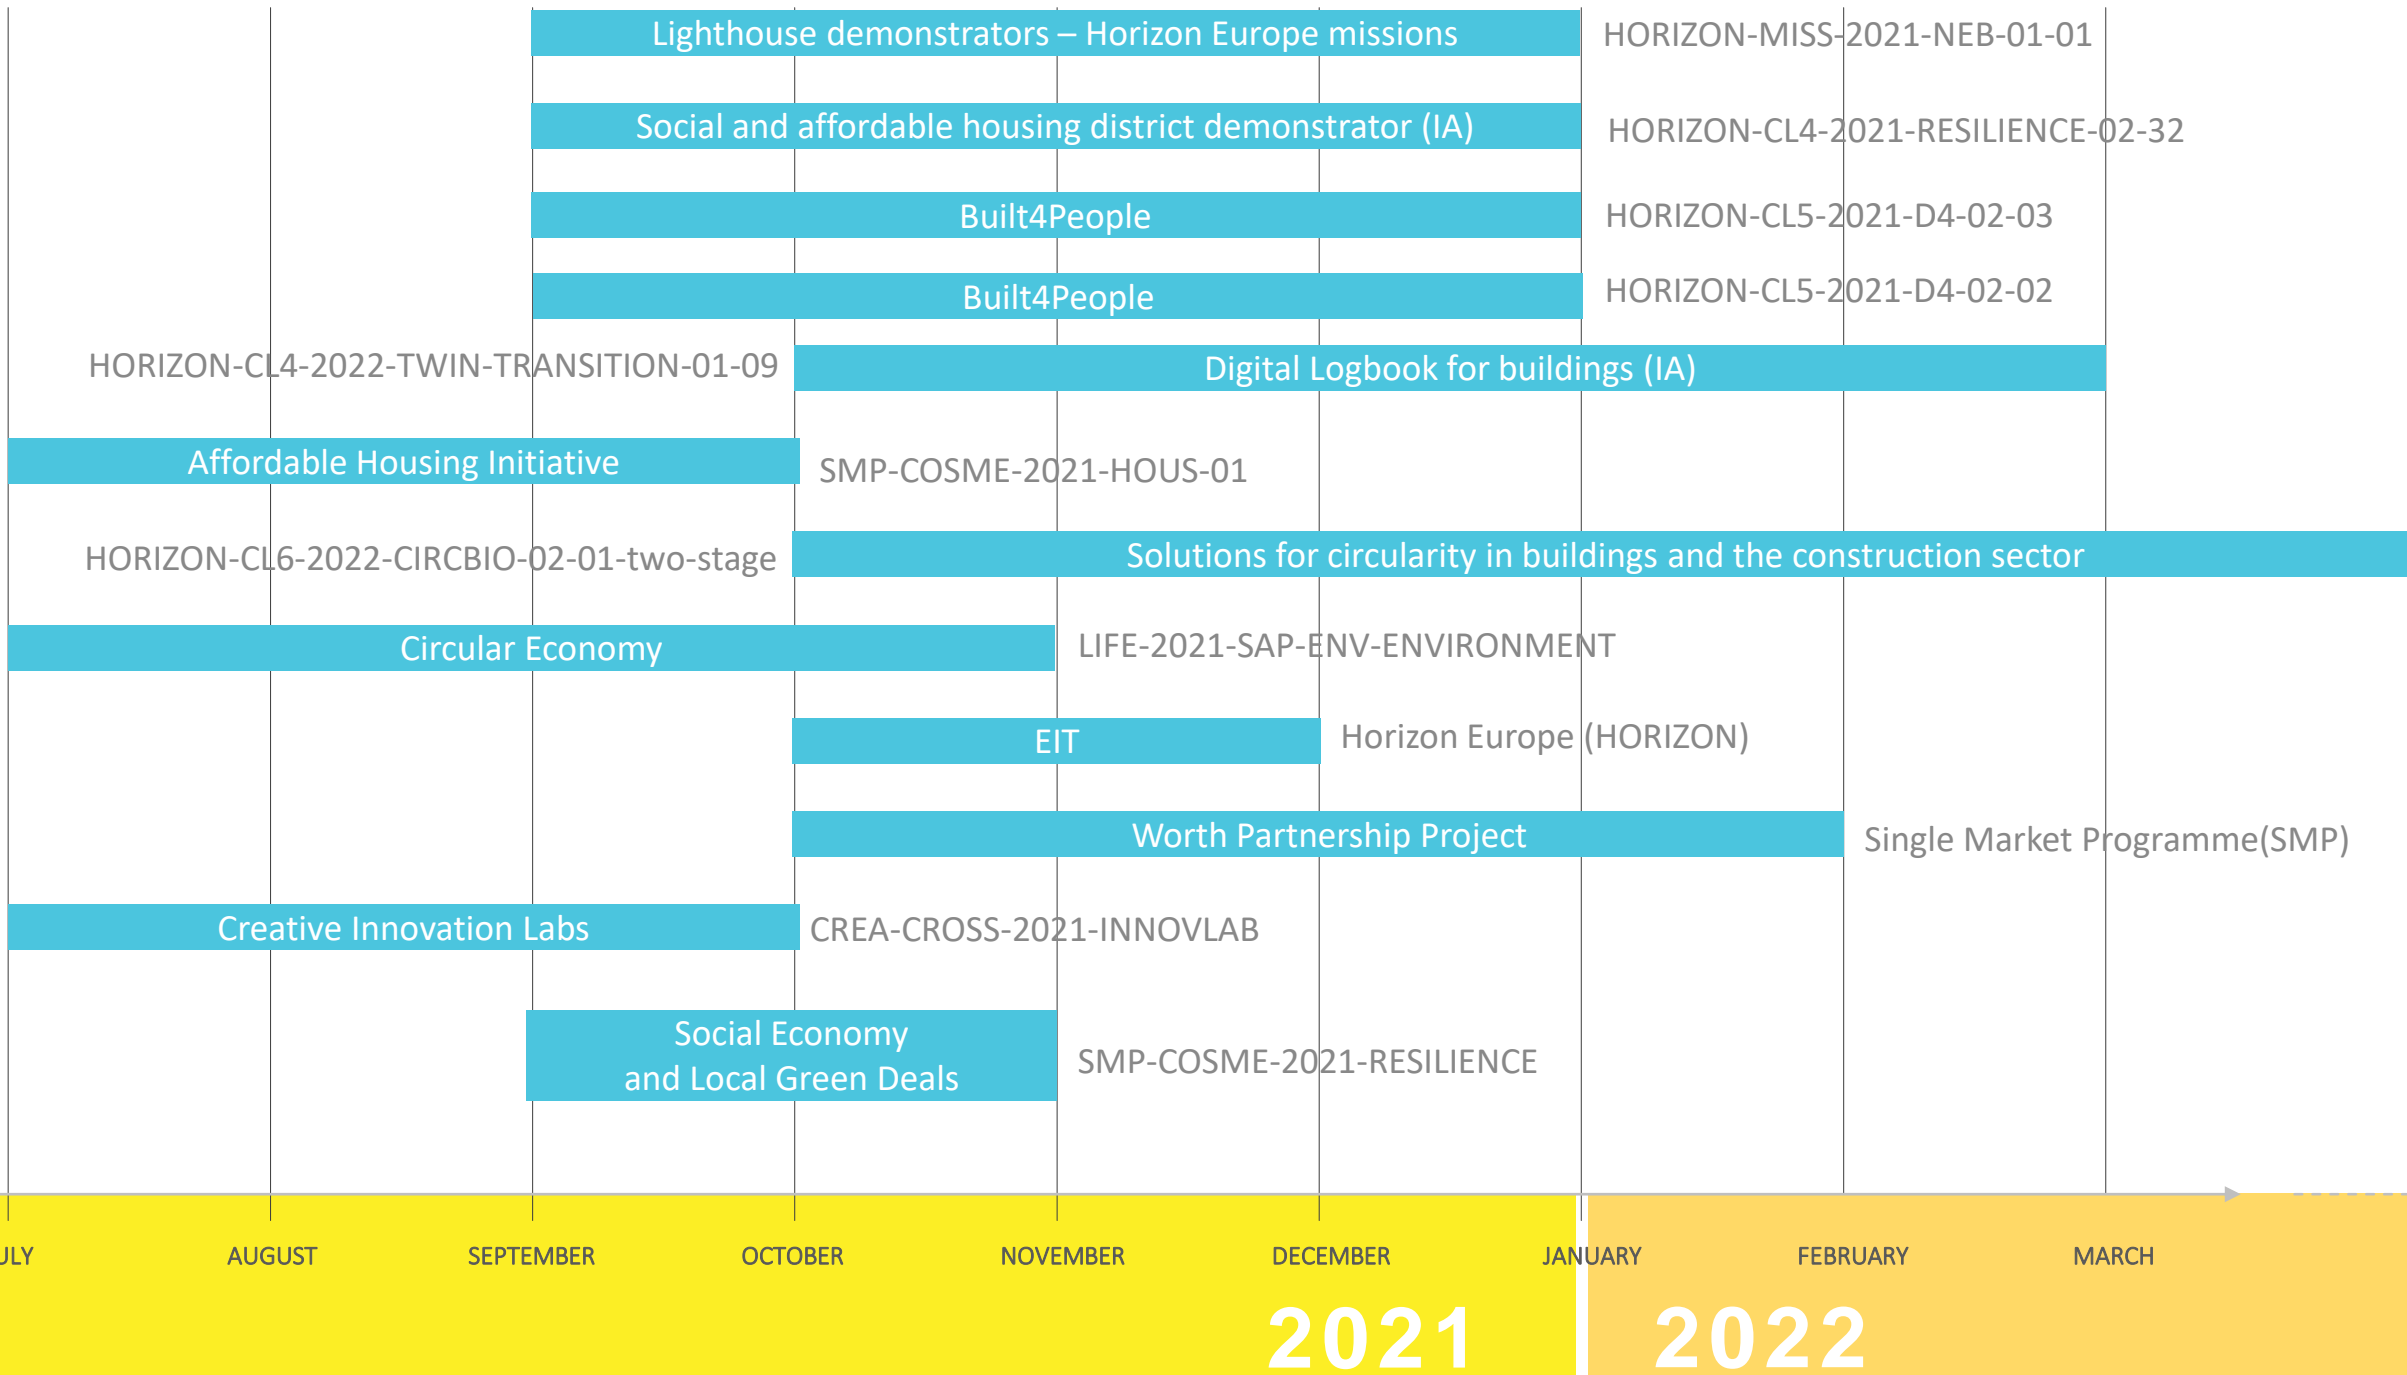 Lighthouse demonstrators – Horizon Europe missions
HORIZON-MISS-2021-NEB-01-01
Social and affordable housing district demonstrator (IA)
HORIZON-CL4-2021-RESILIENCE-02-32
Built4People
HORIZON-CL5-2021-D4-02-03
Built4People
HORIZON-CL5-2021-D4-02-02
HORIZON-CL4-2022-TWIN-TRANSITION-01-09
Digital Logbook for buildings (IA)
Affordable Housing Initiative
SMP-COSME-2021-HOUS-01
HORIZON-CL6-2022-CIRCBIO-02-01-two-stage
Solutions for circularity in buildings and the construction sector
Circular Economy
LIFE-2021-SAP-ENV-ENVIRONMENT
EIT
Horizon Europe (HORIZON)
Worth Partnership Project
Single Market Programme(SMP)
Creative Innovation Labs
CREA-CROSS-2021-INNOVLAB
Social Economy
and Local Green Deals
SMP-COSME-2021-RESILIENCE
ULY
AUGUST
SEPTEMBER
OCTOBER
NOVEMBER
DECEMBER
JANUARY
FEBRUARY
MARCH
2021
2022